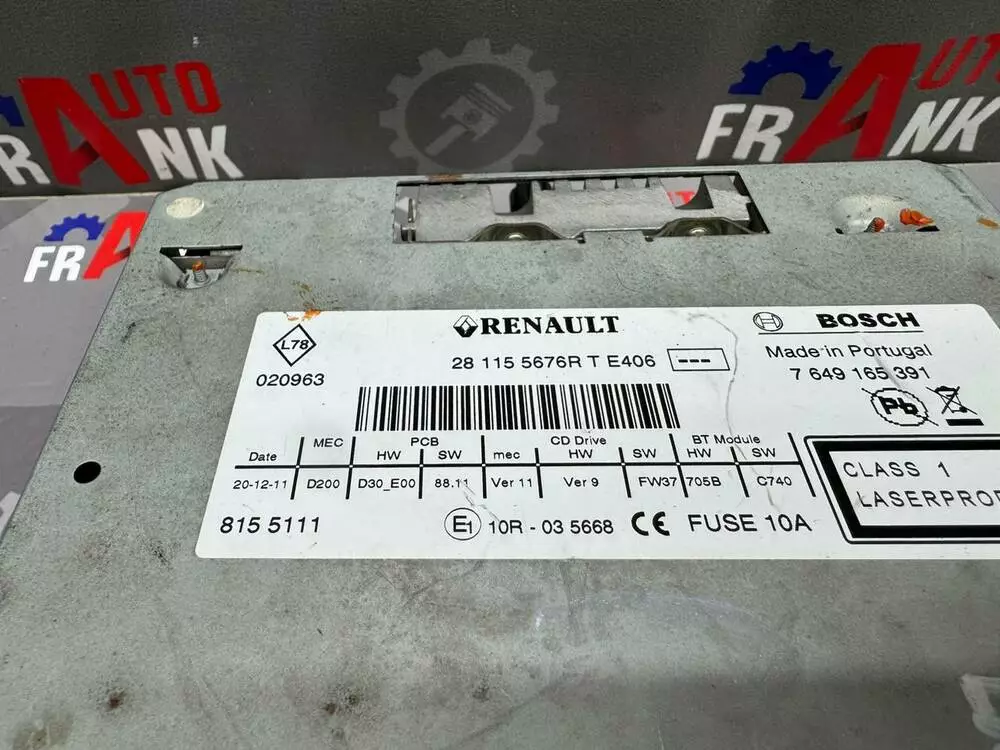 AUTO
FRANK
AUTO
FRANK
FRA
RENAULT
BOSCH
L78
020963
28 115 5676R T E406
---
Made in Portugal
7 649 165 391
Pb
Date MEC PCB CD Drive BT Module
HW SW mec HW SW HW SW
20-12-11 D200 D30_E00 88.11 Ver 11 Ver 9 FW37 705B C740
CLASS 1
815 5111
E1 10R - 03 5668 CE FUSE 10A